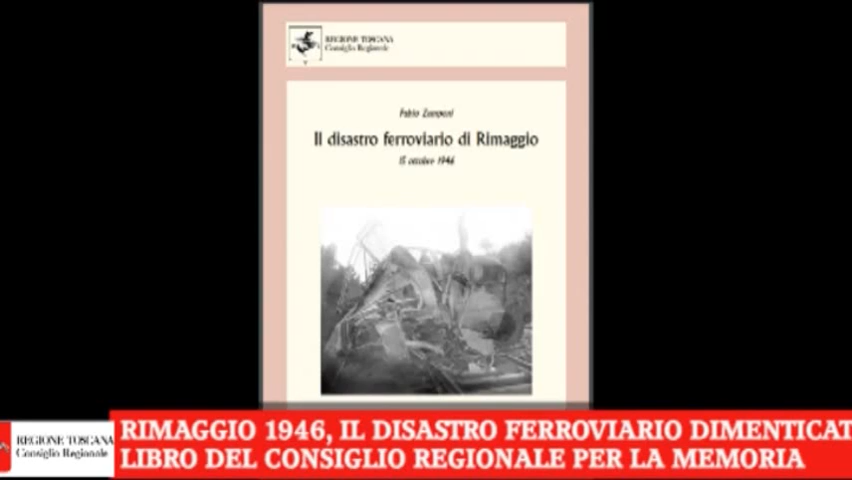 REGIONE TOSCANA
Consiglio Regionale
Fabio Zamponi
Il disastro ferroviario di Rimaggio
15 ottobre 1946
REGIONE TOSCANA
Consiglio Regionale
RIMAGGIO 1946, IL DISASTRO FERROVIARIO DIMENTICAT
LIBRO DEL CONSIGLIO REGIONALE PER LA MEMORIA